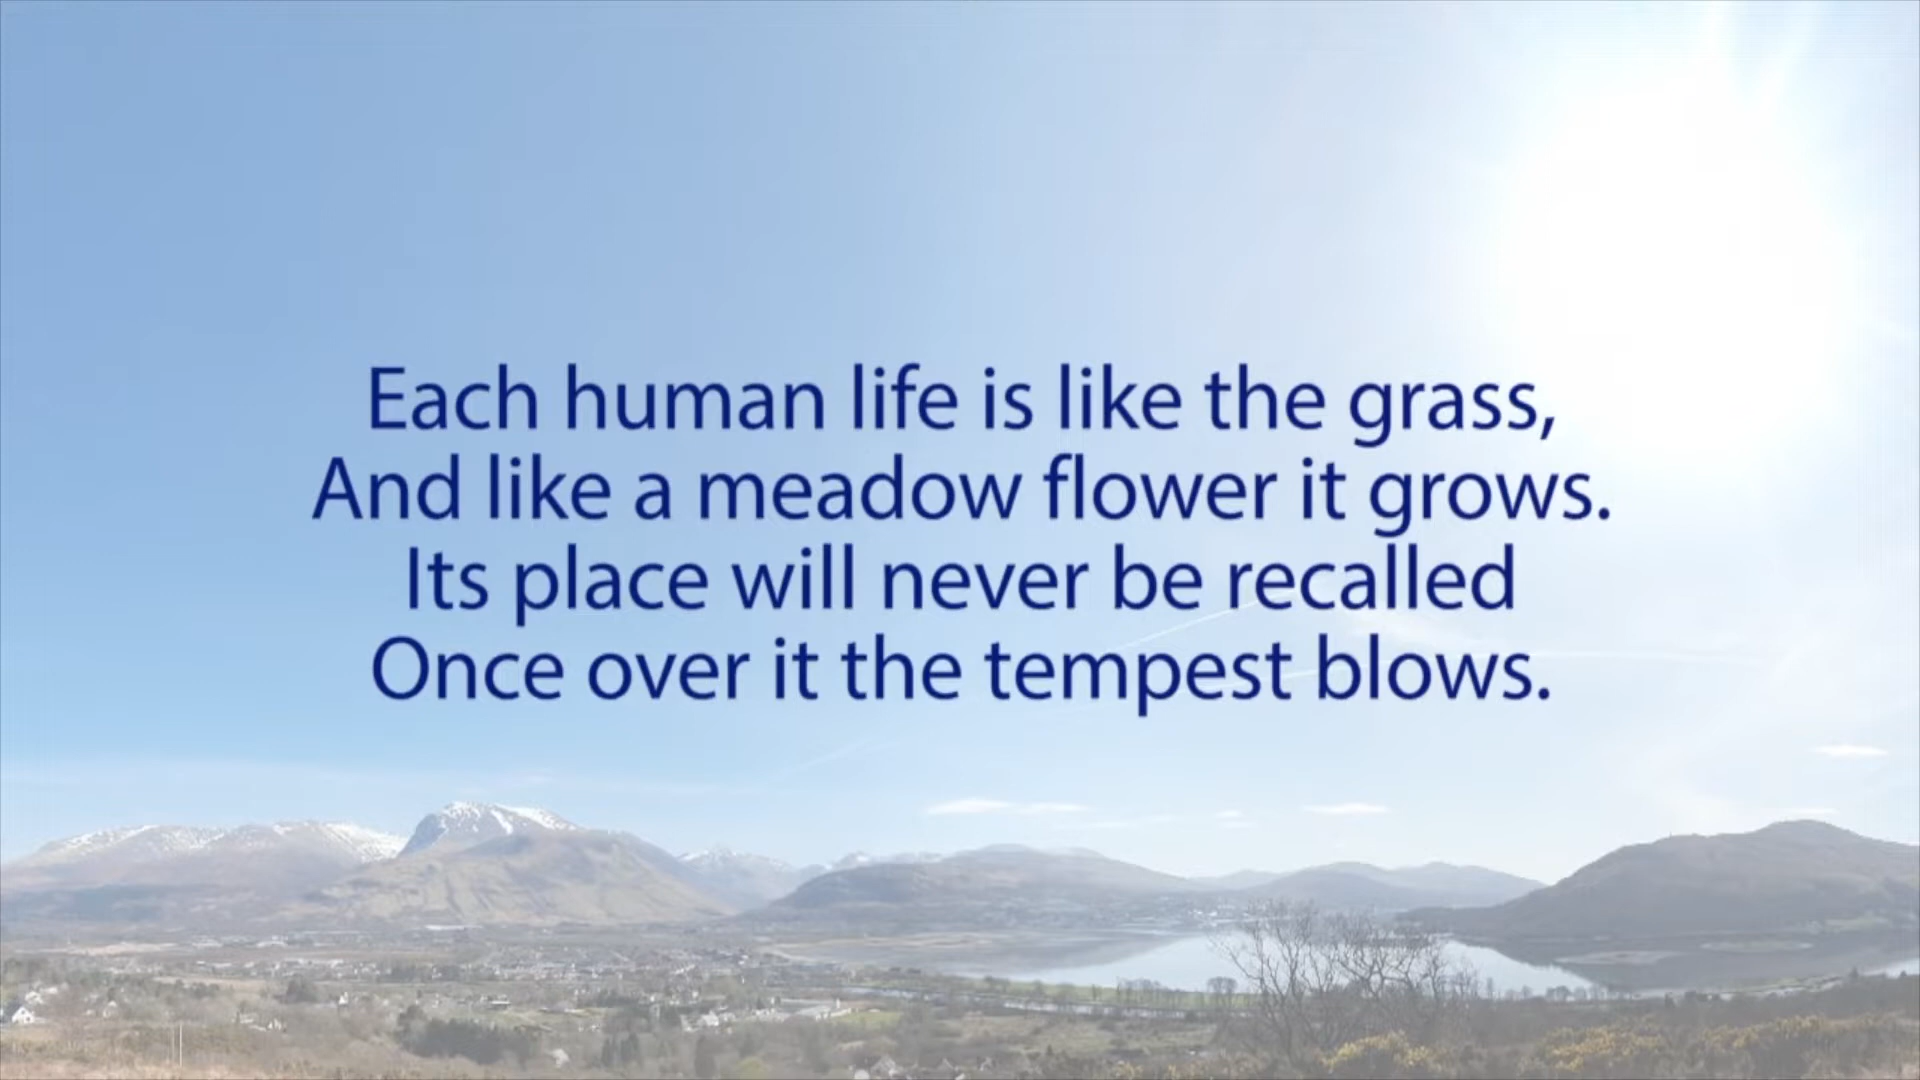 Each human life is like the grass,
And like a meadow flower it grows.
Its place will never be recalled
Once over it the tempest blows.